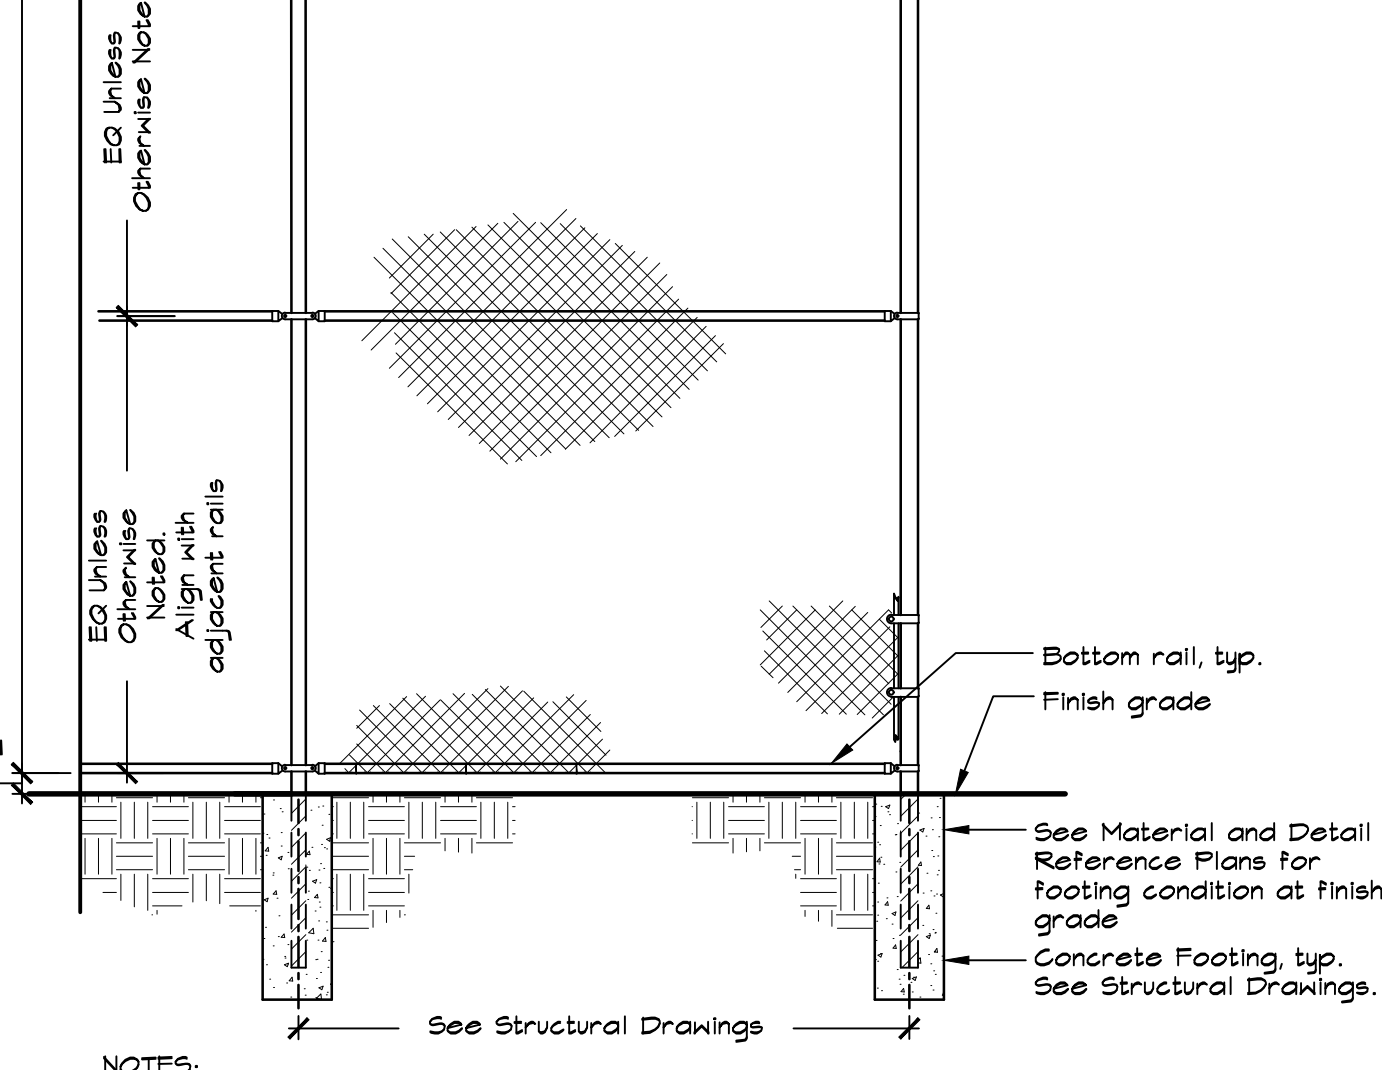 EQ Unless
Otherwise Note
EQ Unless
Otherwise
Noted.
Align with
adjacent rails
Bottom rail, typ.
Finish grade
See Material and Detail
Reference Plans for
footing condition at finish
grade
Concrete Footing, typ.
See Structural Drawings.
See Structural Drawings
NOTES: